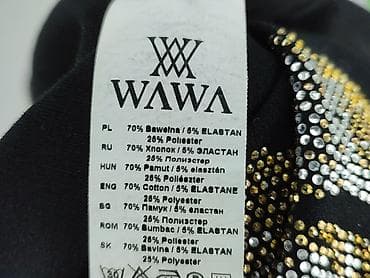 WAWA
PL 70% Bawełna / 5% ELASTAN
25% Poliester
RU 70% Хлопок / 5% ЭЛАСТАН
25% Полиэстер
HUN 70% Pamut / 5% elasztán
25% Poliészter
ENG 70% Cotton / 5% ELASTANE
25% Polyester
BG 70% Памук / 5% еластан
25% Полиестер
ROM 70% Bumbac / 5% ELASTAN
25% Poliester
SK 70% Bavlna / 5% ELASTAN
25% Polyester
30